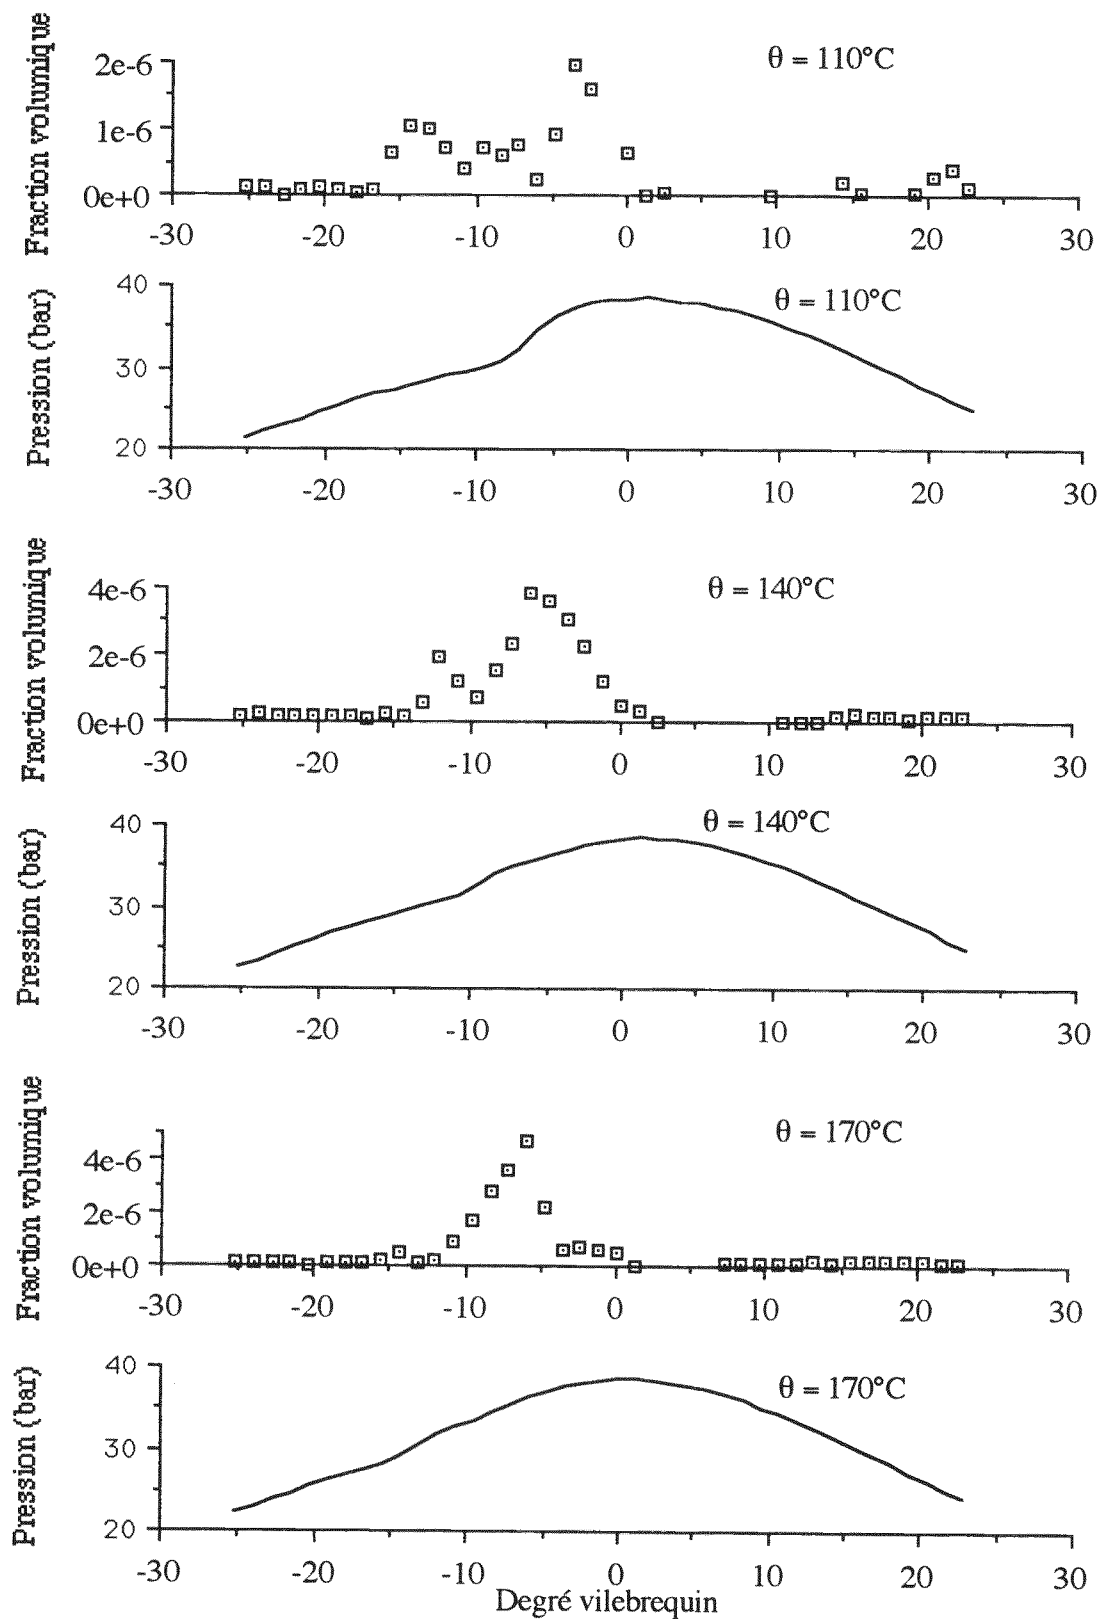 Fraction volumique
θ = 110°C
2e-6
1e-6
0e+0
-30 -20 -10 0 10 20 30
Pression (bar)
θ = 110°C
40
30
20
-30 -20 -10 0 10 20 30
Fraction volumique
θ = 140°C
4e-6
2e-6
0e+0
-30 -20 -10 0 10 20 30
Pression (bar)
θ = 140°C
40
30
20
-30 -20 -10 0 10 20 30
Fraction volumique
θ = 170°C
4e-6
2e-6
0e+0
-30 -20 -10 0 10 20 30
Pression (bar)
θ = 170°C
40
30
20
-30 -20 -10 0 10 20 30
Degré vilebrequin